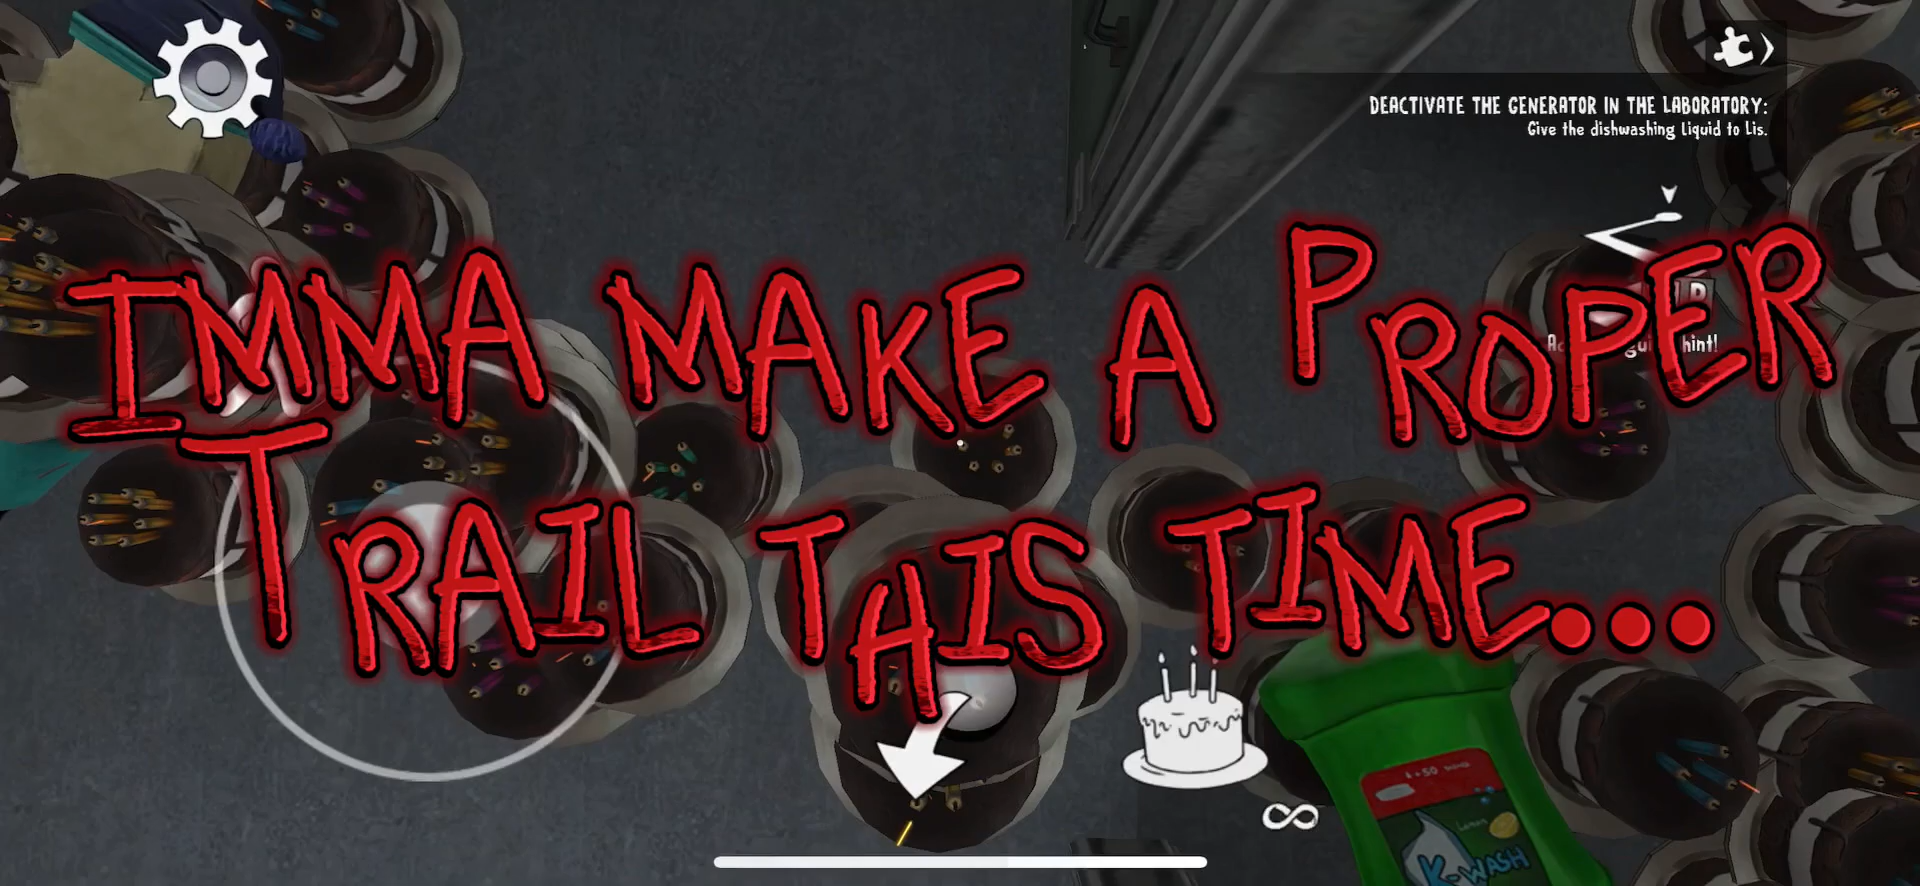 DEACTIVATE THE GENERATOR IN THE LABORATORY:
Give the dishwashing liquid to Lis.
IMMA MAKE A PROPER
hint!
TRAIL THIS TIME...
Lemon
K-WASH